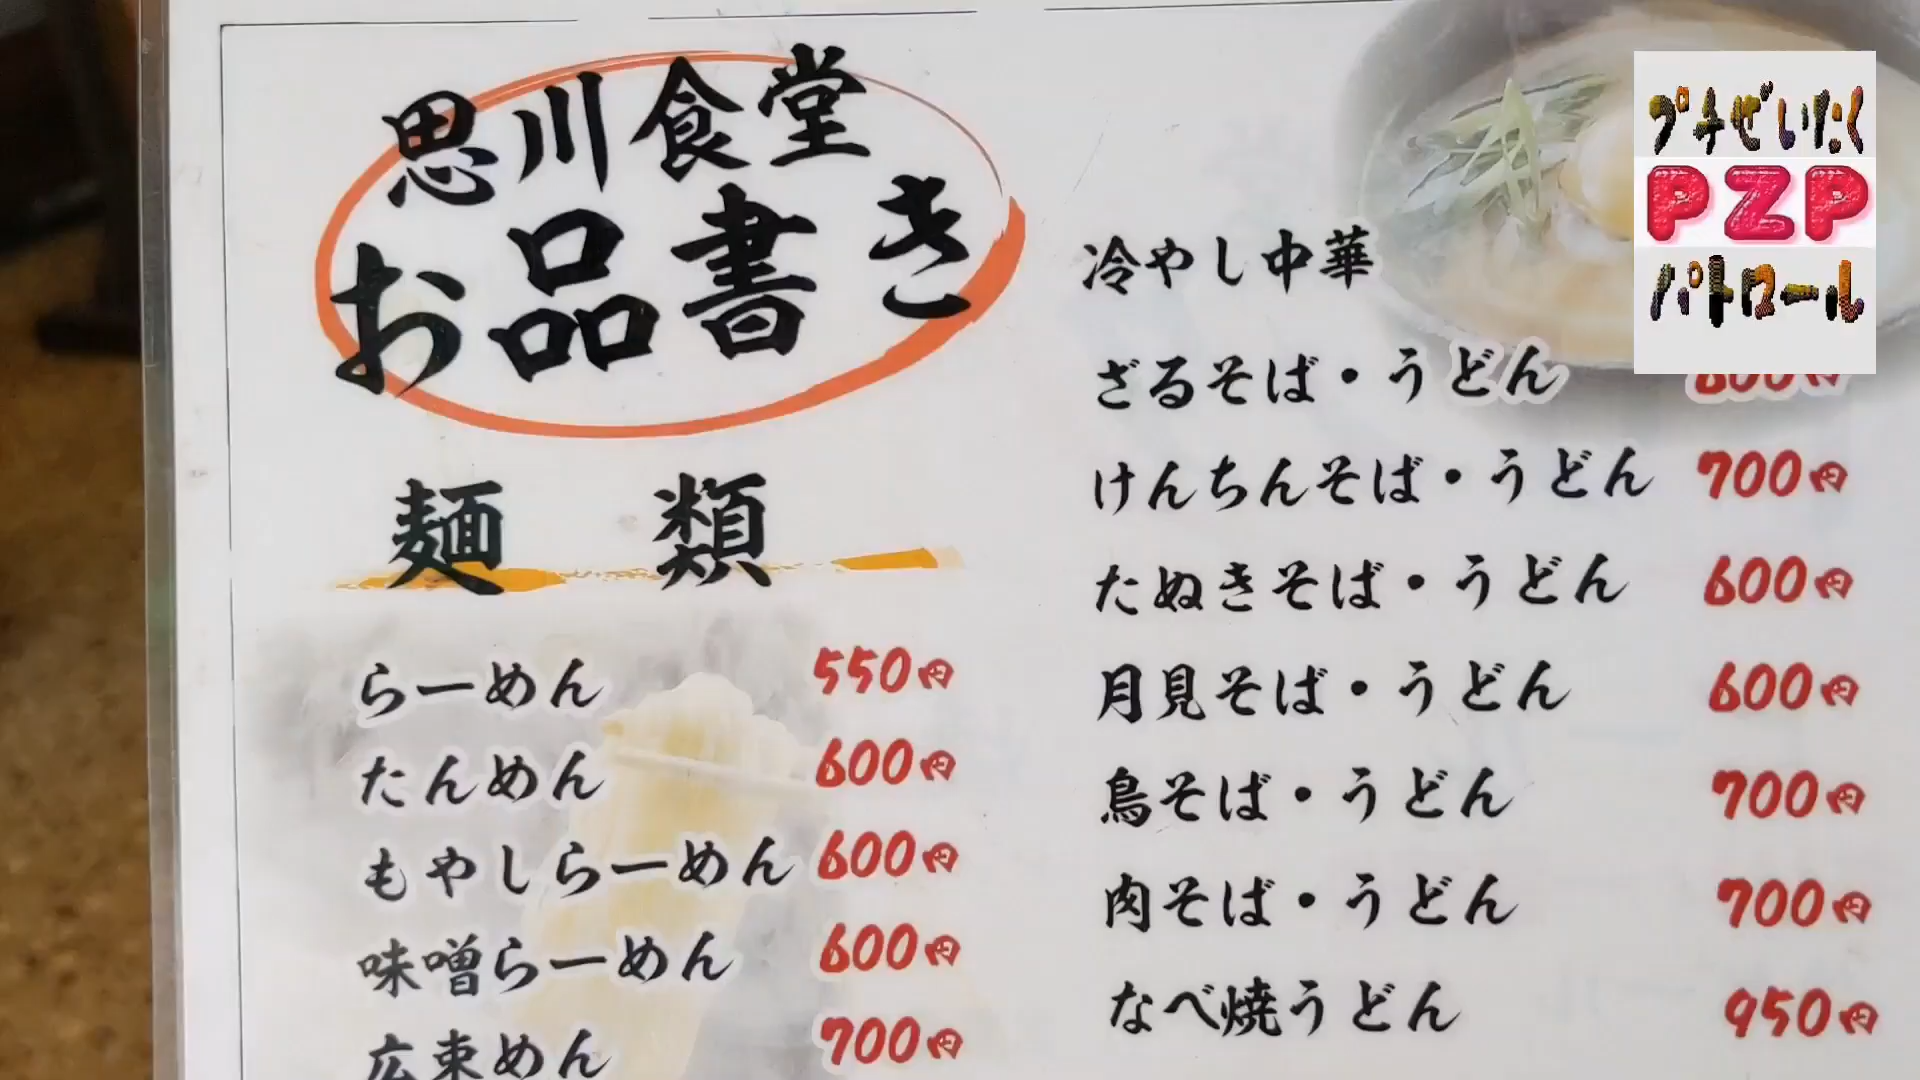 思川食堂
お品書き
麺類
らーめん 550円
たんめん 600円
もやしらーめん 600円
味噌らーめん 600円
広東めん 700円
冷やし中華
ざるそば・うどん 600円
けんちんそば・うどん 700円
たぬきそば・うどん 600円
月見そば・うどん 600円
鳥そば・うどん 700円
肉そば・うどん 700円
なべ焼うどん 950円
プチぜいたく
PZP
パトロール